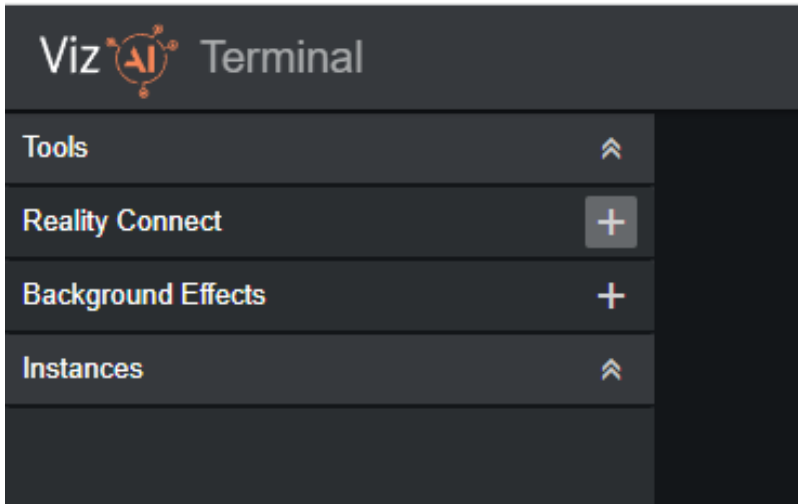 Viz AI Terminal
Tools
Reality Connect
Background Effects
Instances